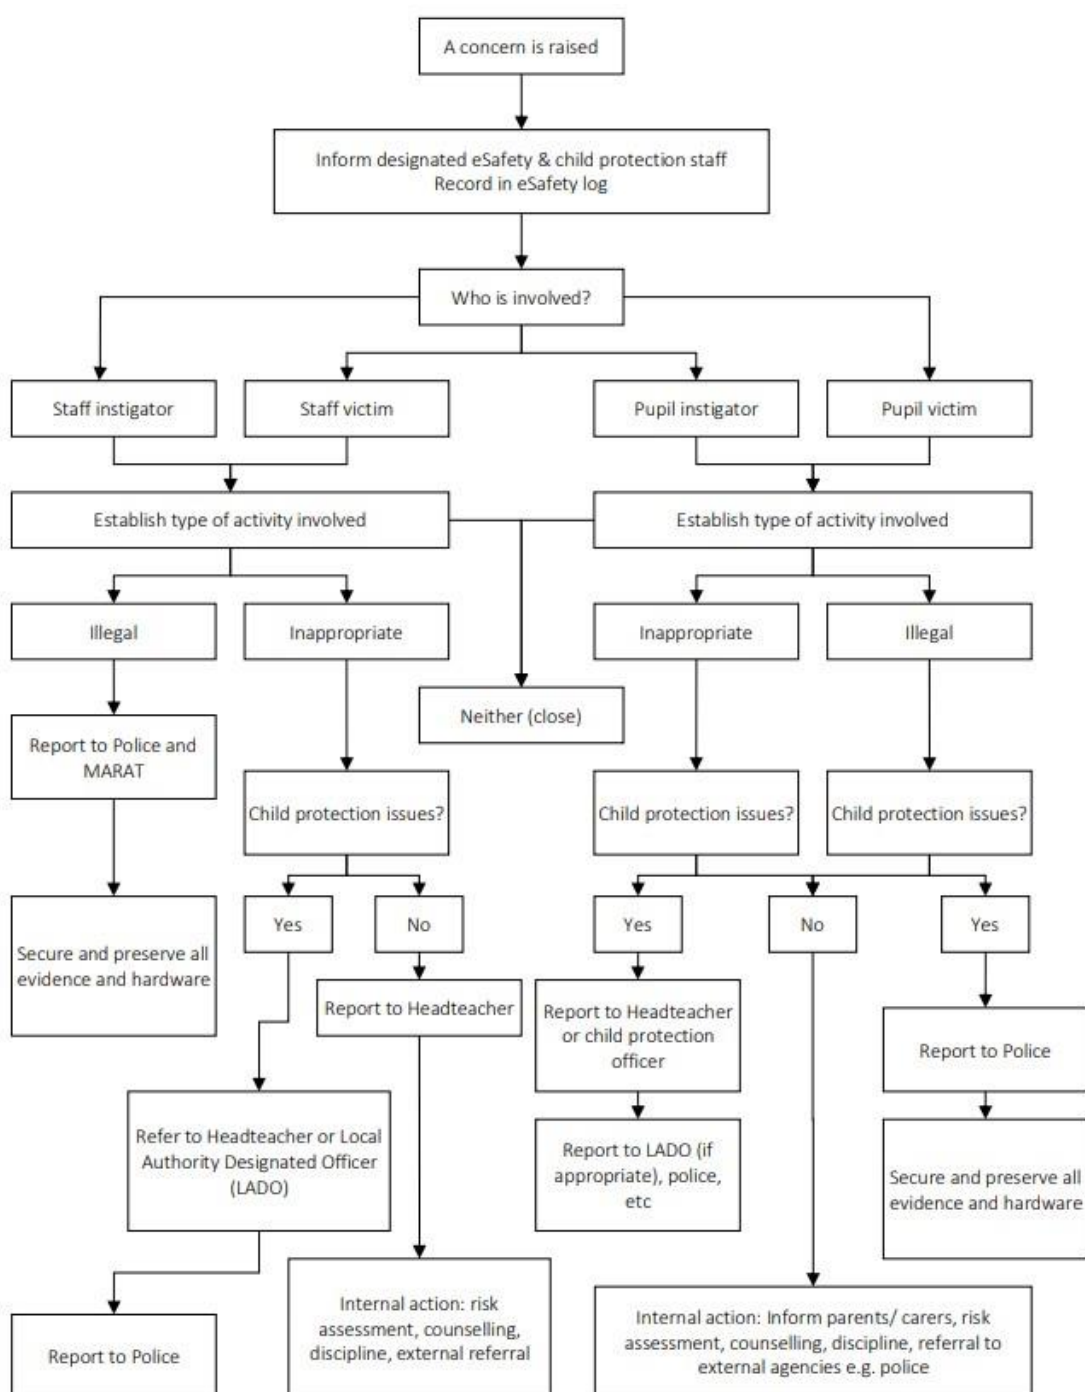 A concern is raised
Inform designated eSafety & child protection staff
Record in eSafety log
Who is involved?
Staff instigator
Staff victim
Pupil instigator
Pupil victim
Establish type of activity involved
Establish type of activity involved
Illegal
Inappropriate
Inappropriate
Illegal
Neither (close)
Report to Police and
MARAT
Child protection issues?
Child protection issues?
Child protection issues?
Yes
No
Yes
No
Yes
Secure and preserve all
evidence and hardware
Report to Headteacher
Report to Headteacher
or child protection
officer
Report to Police
Refer to Headteacher or Local
Authority Designated Officer
(LADO)
Report to LADO (if
appropriate), police,
etc
Secure and preserve all
evidence and hardware
Report to Police
Internal action: risk
assessment, counselling,
discipline, external referral
Internal action: Inform parents/ carers, risk
assessment, counselling, discipline, referral to
external agencies e.g. police